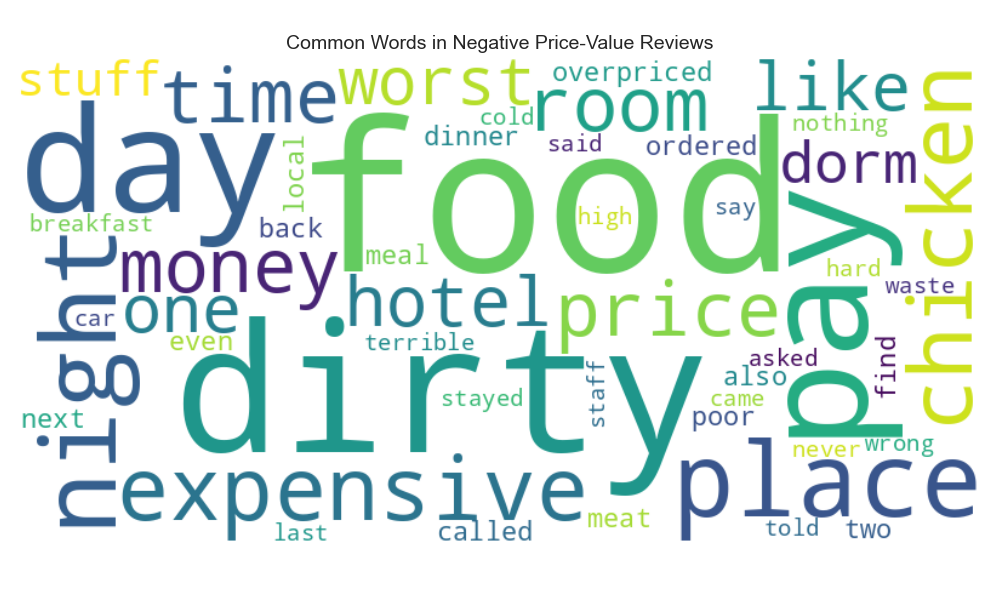 Common Words in Negative Price-Value Reviews
stuff
time
worst
overpriced
room
like
cold
dinner
said
ordered
nothing
day
food
dorm
chicken
local
breakfast
back
high
say
pay
meal
money
hard
waste
night
car
one
hotel
price
even
terrible
dirty
asked
find
also
stayed
staff
came
next
poor
never
wrong
expensive
place
last
called
meat
told
two